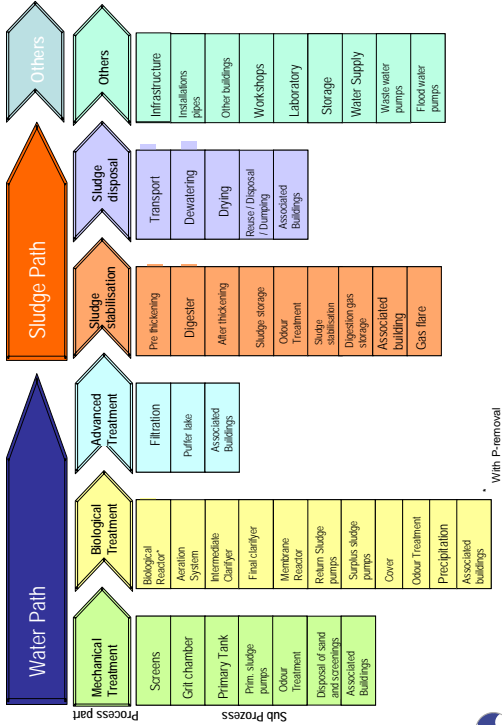 Water Path
Sludge Path
Others
Process part
Mechanical
Treatment
Biological
Treatment
Advanced
Treatment
Sludge
stabilisation
Sludge
disposal
Others
Sub Prozess
Screens
Grit chamber
Primary Tank
Prim. sludge
pumps
Odour
Treatment
Disposal of sand
and screenings
Associated
Buildings
Biological
Reactor*
Aeration
System
Intermediate
Clarifyer
Final clarifyer
Membrane
Reactor
Return Sludge
pumps
Surplus sludge
pumps
Cover
Odour Treatment
Precipitation
Associated
buildings
Filtration
Puffer lake
Associated
Buildings
Pre thickening
Digester
After thickening
Sludge storage
Odour
Treatment
Sludge
stabilisation
Digestion gas
storage
Associated
building
Gas flare
Transport
Dewatering
Drying
Reuse / Disposal
/ Dumping
Associated
Buildings
Infrastructure
Installations
pipes
Other buildings
Workshops
Laboratory
Storage
Water Supply
Waste water
pumps
Flood water
pumps
* With P-removal